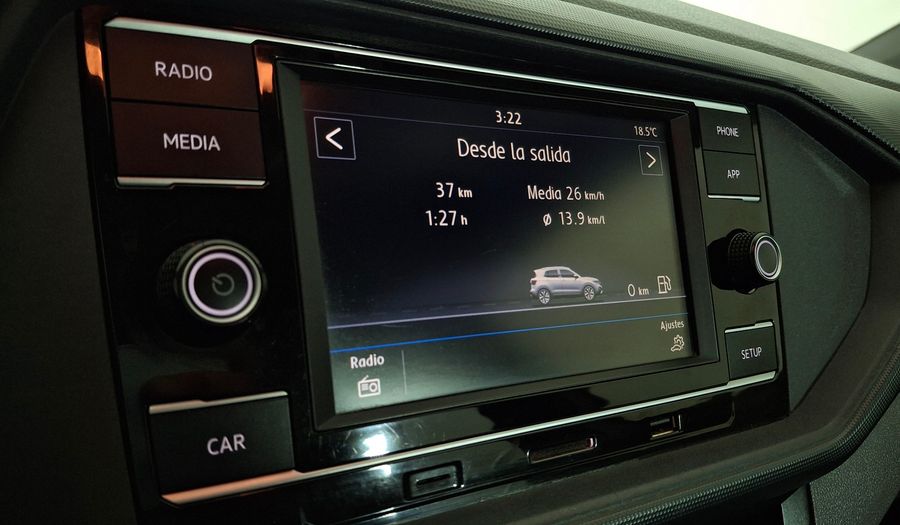 RADIO
MEDIA
CAR
3:22
18.5°C
Desde la salida
37 km
Media 26 km/h
1:27 h
Ø 13.9 km/l
0 km
Radio
Ajustes
PHONE
APP
SETUP